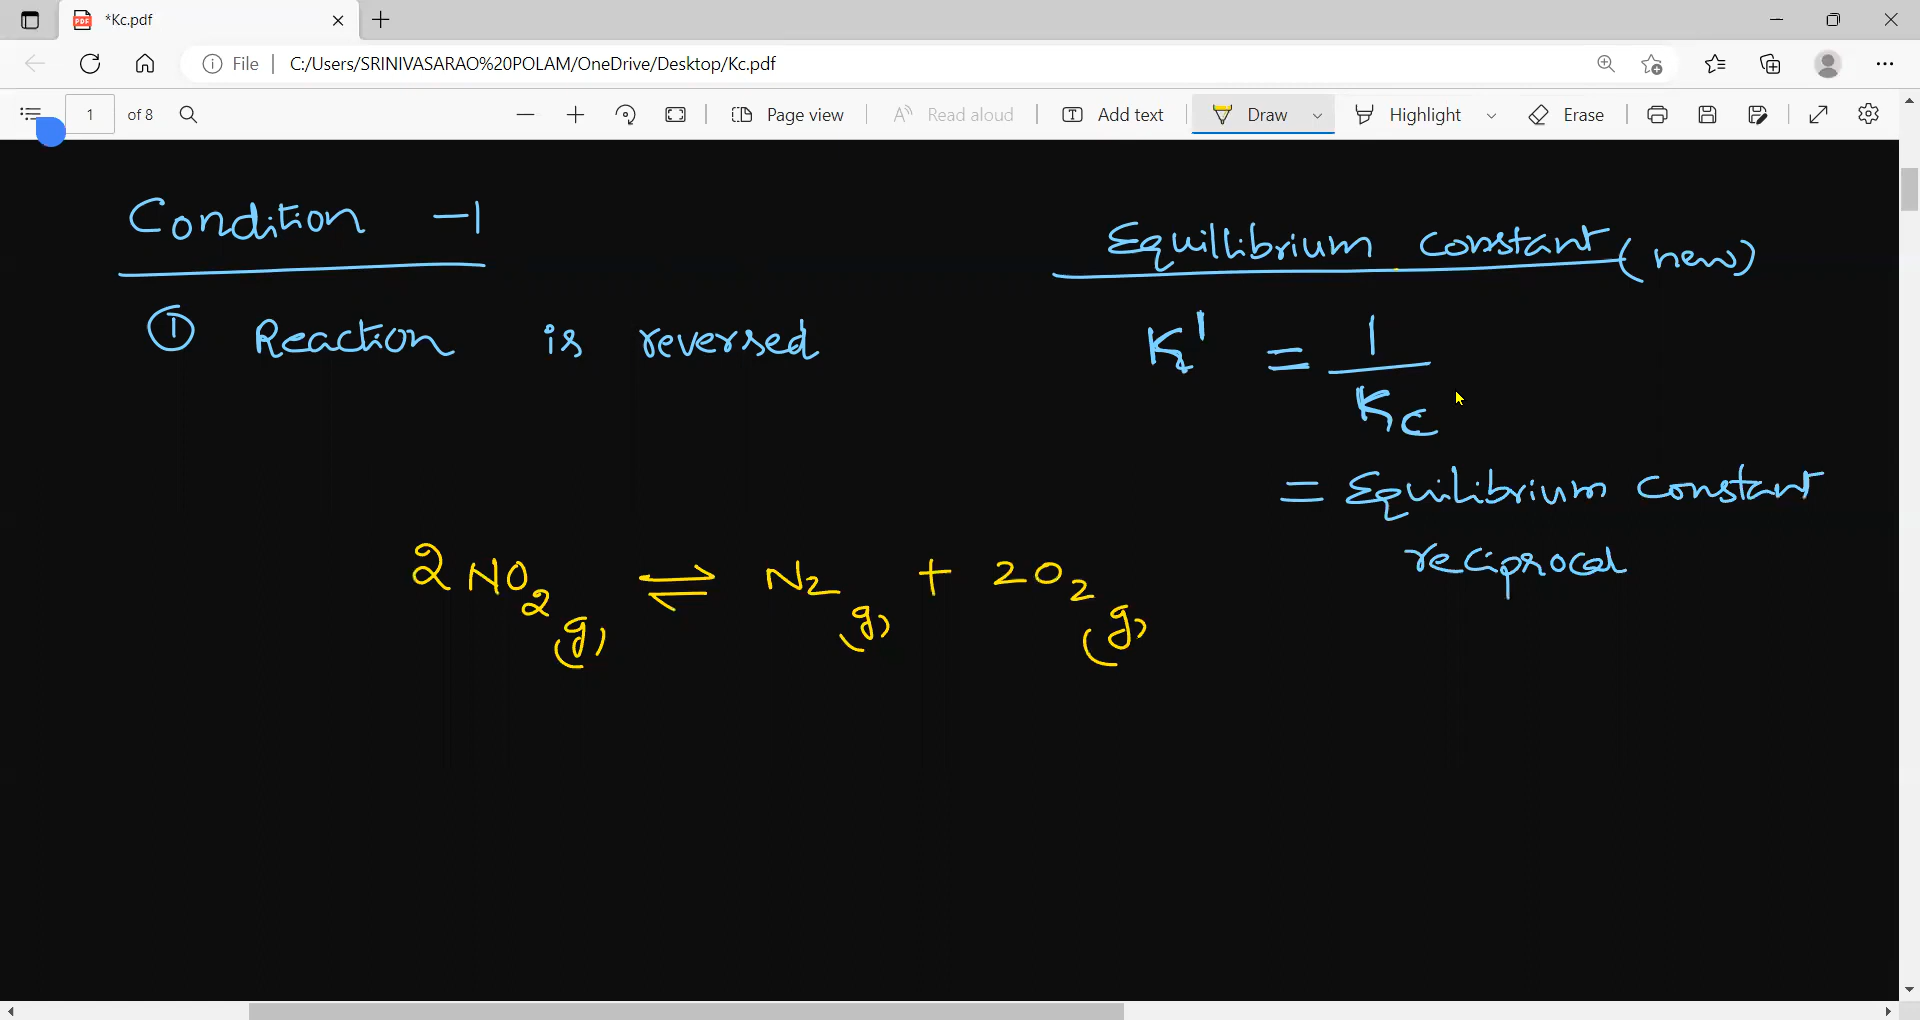 *Kc.pdf
File | C:/Users/SRINIVASARAO%20POLAM/OneDrive/Desktop/Kc.pdf
1 of 8 Page view Read aloud Add text Draw Highlight Erase
Condition -1
Equillibrium constant (new)
① Reaction is reversed
K' = 1/Kc
= Equilibrium constant
reciprocal
2NO₂(g) ⇌ N₂(g) + 2O₂(g)